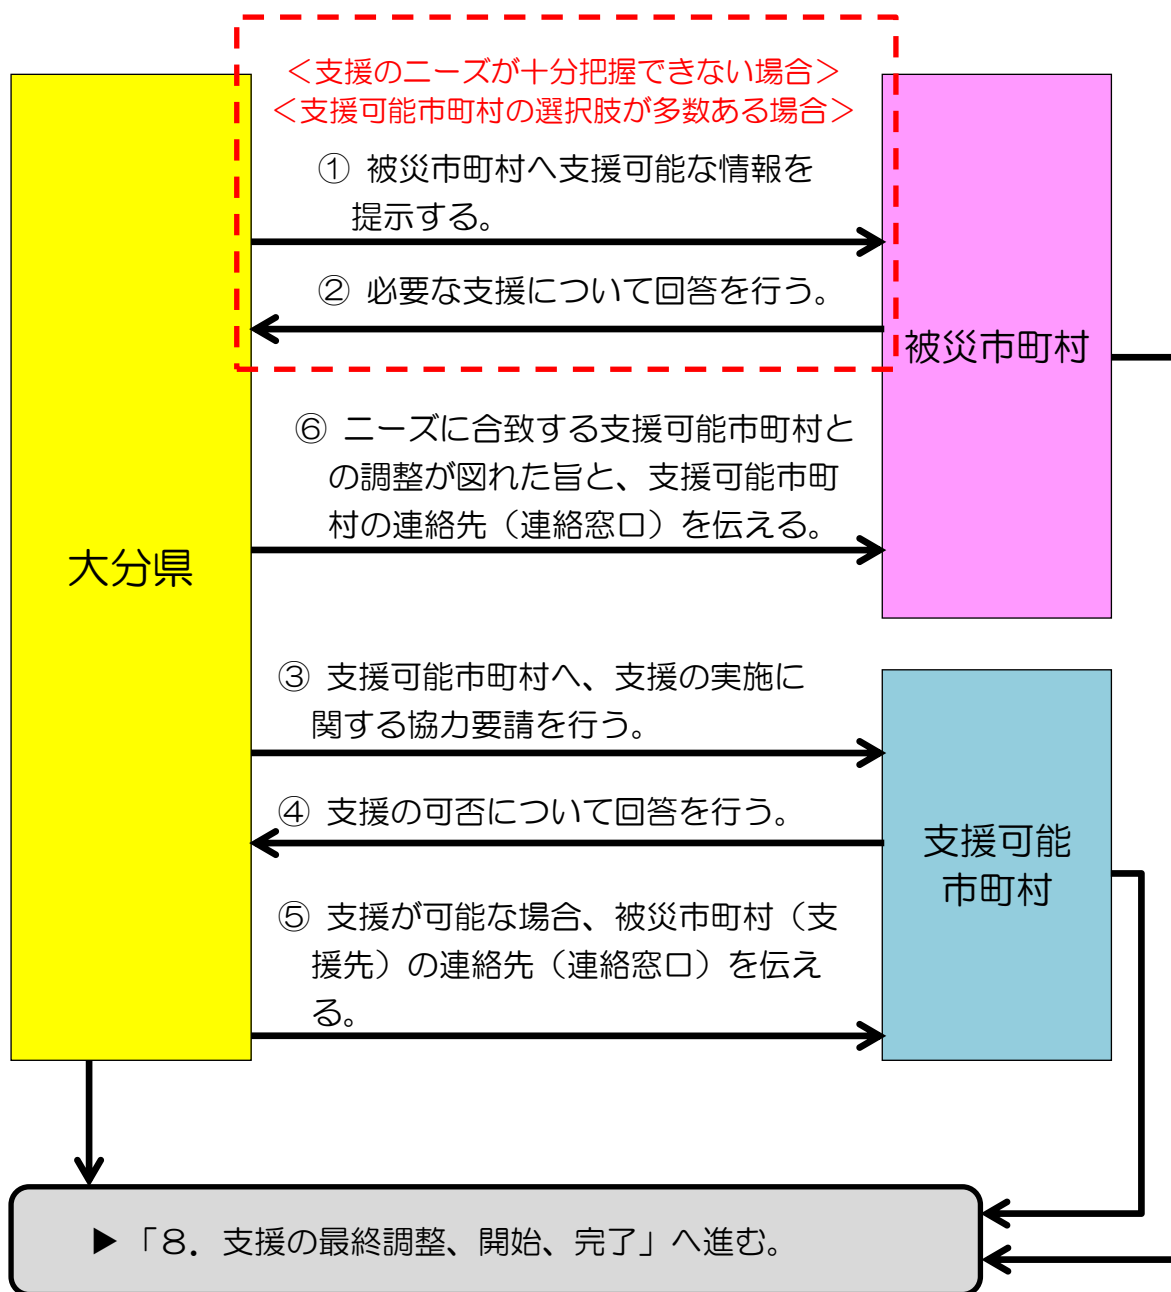 ＜支援のニーズが十分把握できない場合＞
＜支援可能市町村の選択肢が多数ある場合＞
① 被災市町村へ支援可能な情報を
提示する。
② 必要な支援について回答を行う。
被災市町村
⑥ ニーズに合致する支援可能市町村と
の調整が図れた旨と、支援可能市町
村の連絡先（連絡窓口）を伝える。
大分県
③ 支援可能市町村へ、支援の実施に
関する協力要請を行う。
④ 支援の可否について回答を行う。
支援可能
市町村
⑤ 支援が可能な場合、被災市町村（支
援先）の連絡先（連絡窓口）を伝え
る。
▶「８．支援の最終調整、開始、完了」へ進む。